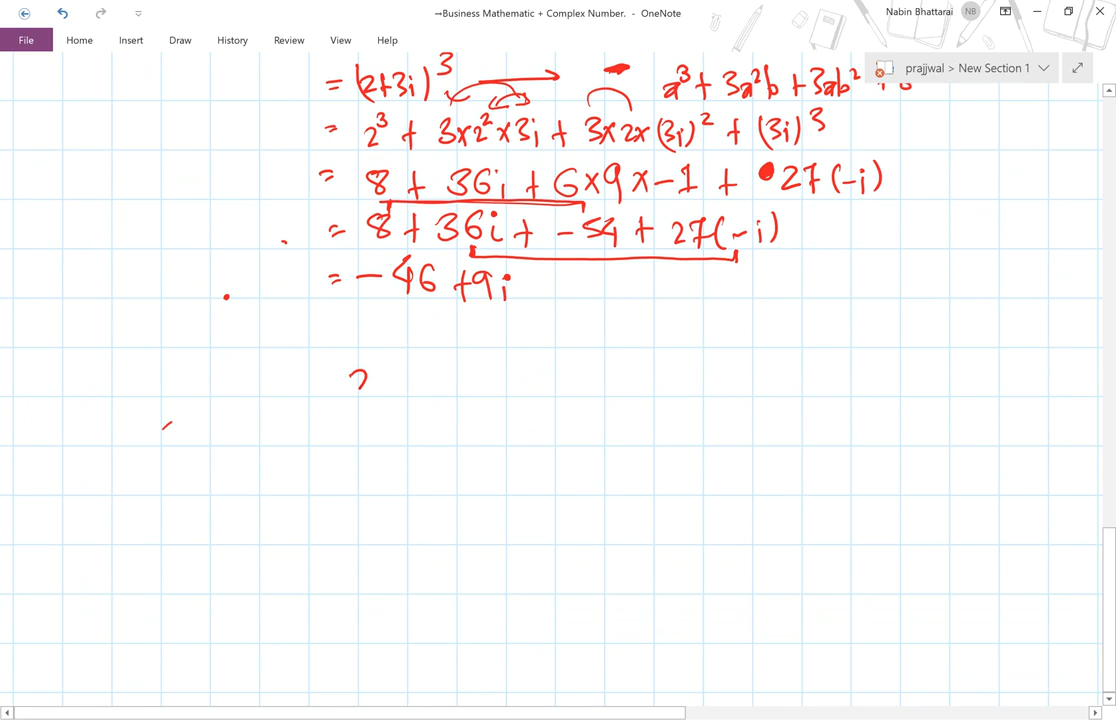 →Business Mathematic + Complex Number. - OneNote
Nabin Bhattarai NB
File Home Insert Draw History Review View Help
prajjwal > New Section 1
= (2+3i)³ → a³ + 3a²b + 3ab² +
= 2³ + 3×2²×3i + 3×2×(3i)² + (3i)³
= 8 + 36i + 6×9×-1 + 27(-i)
= 8 + 36i + -54 + 27(-i)
= -46 +9i